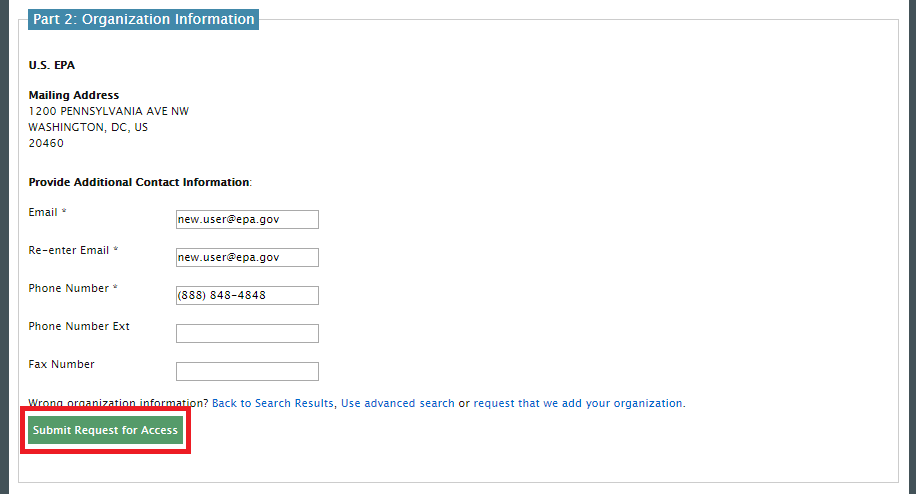 Part 2: Organization Information
U.S. EPA
Mailing Address
1200 PENNSYLVANIA AVE NW
WASHINGTON, DC, US
20460
Provide Additional Contact Information:
Email * new.user@epa.gov
Re-enter Email * new.user@epa.gov
Phone Number * (888) 848-4848
Phone Number Ext
Fax Number
Wrong organization information? Back to Search Results, Use advanced search or request that we add your organization.
Submit Request for Access